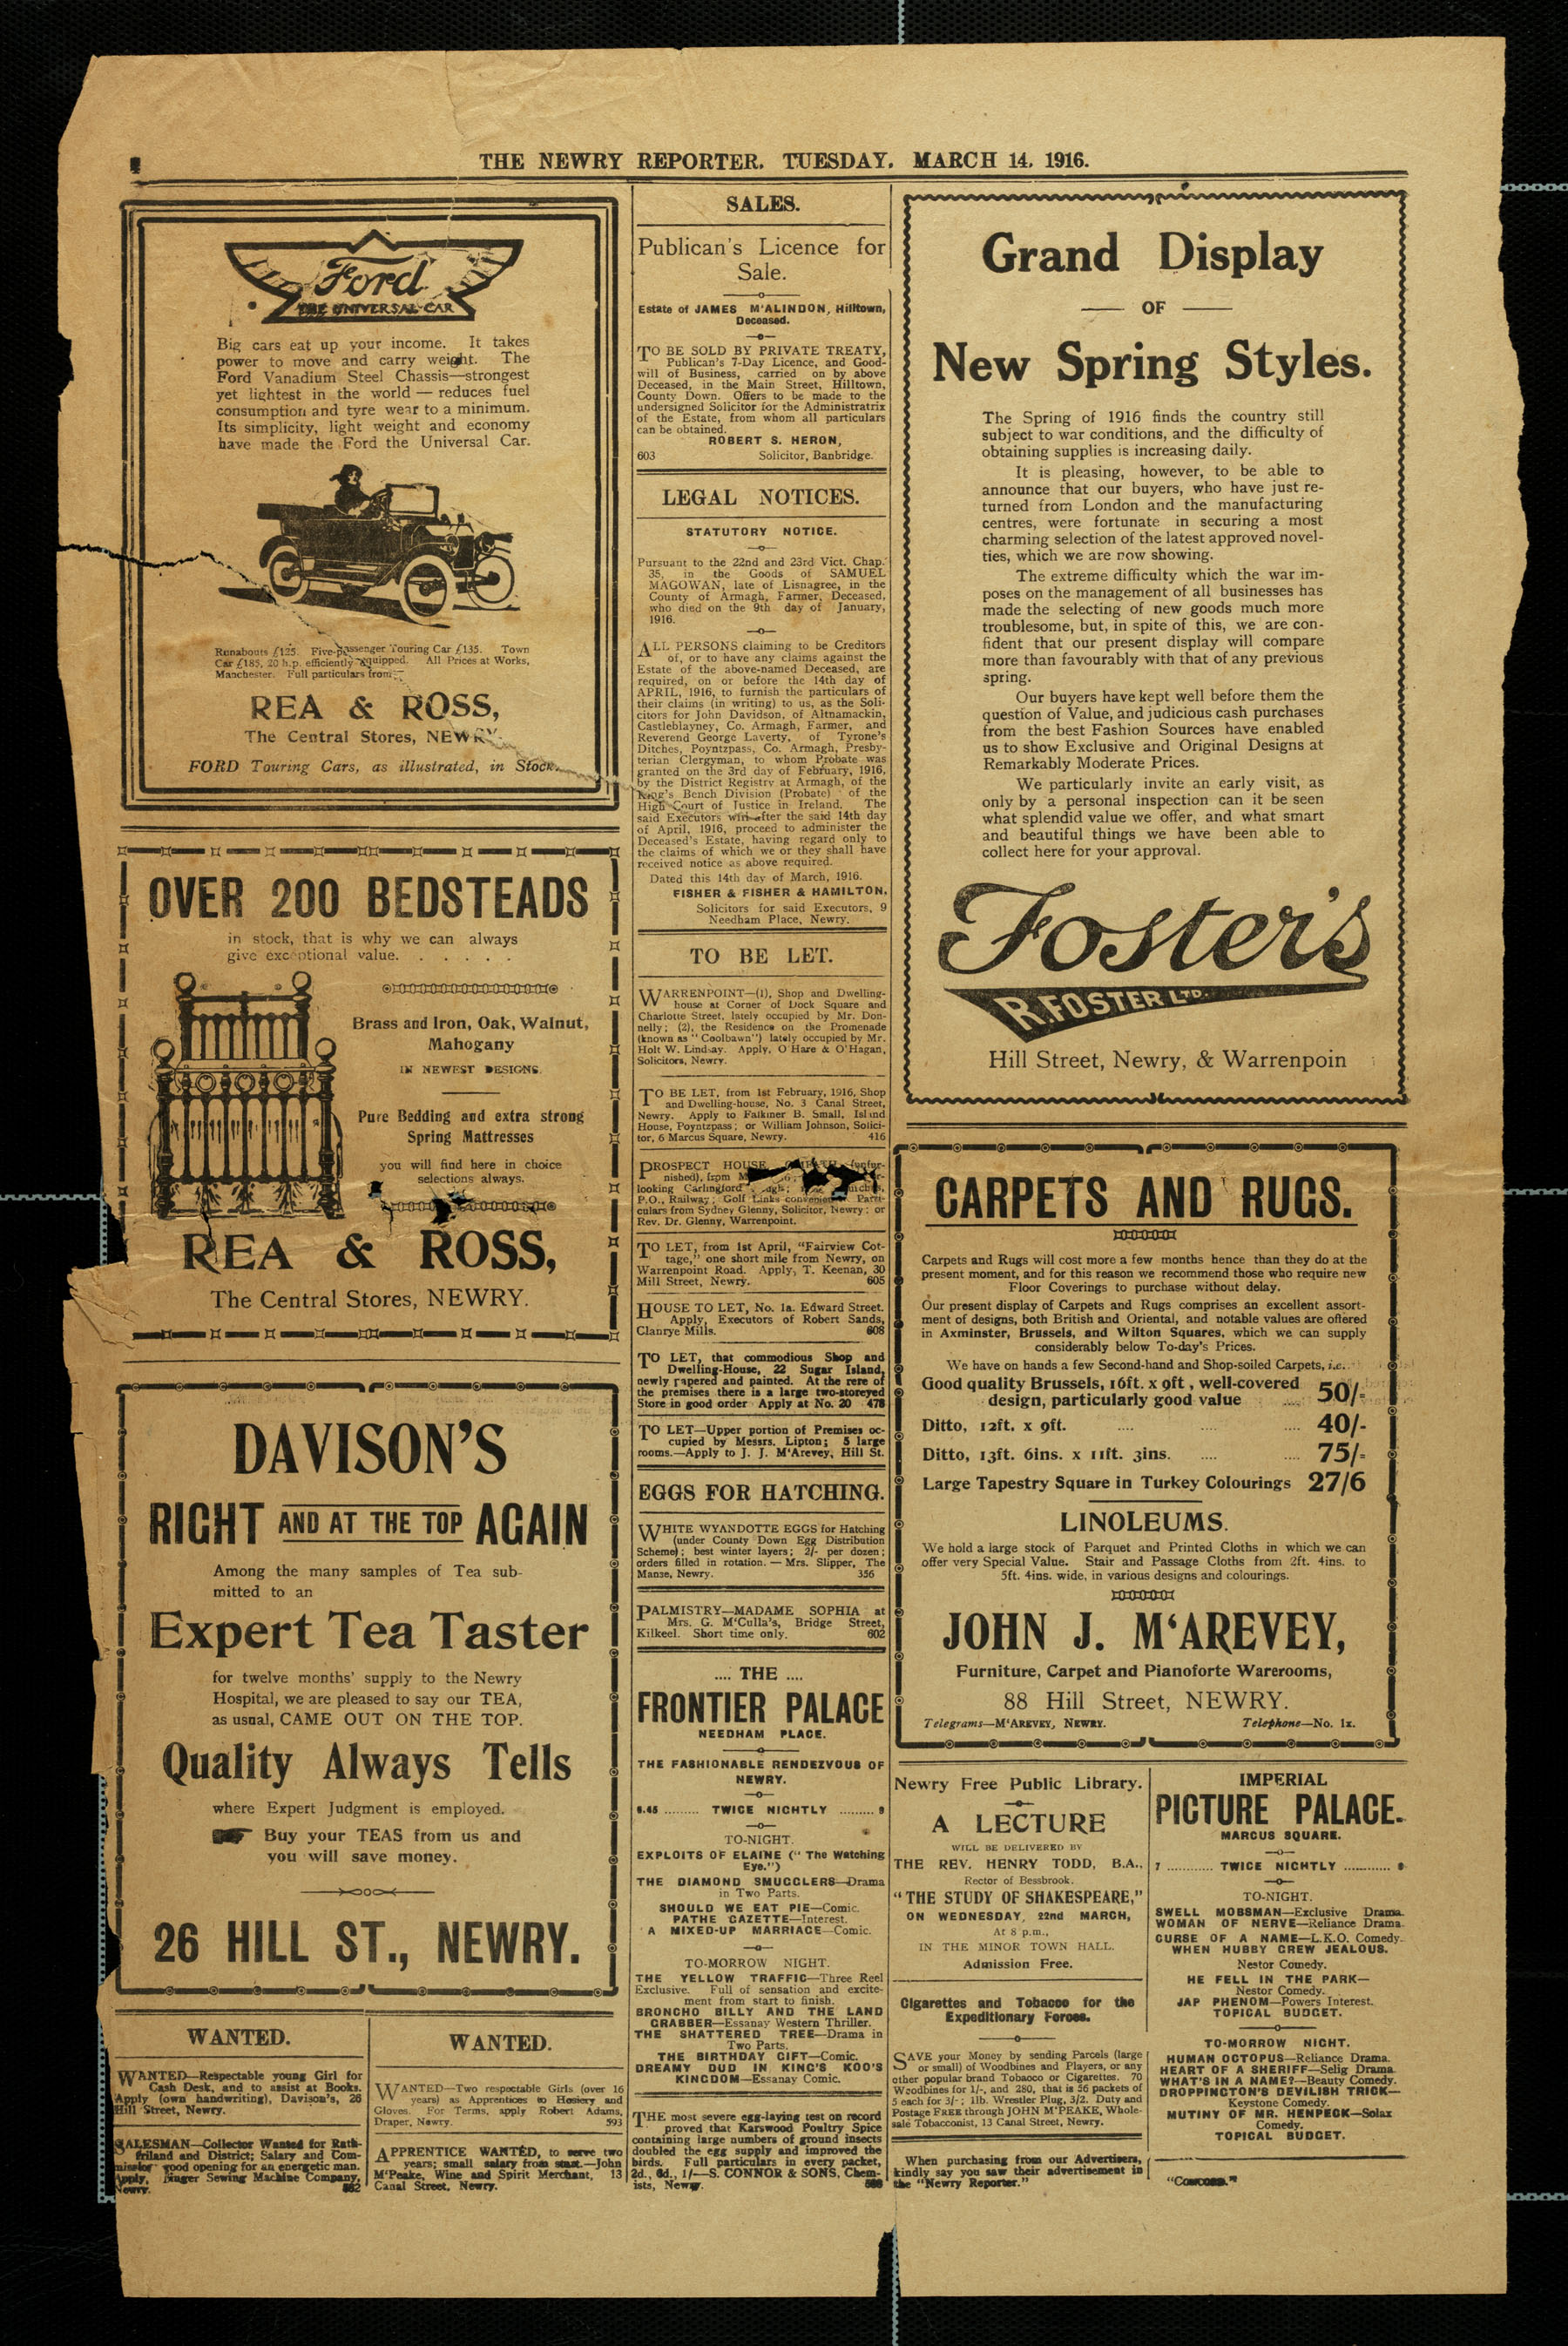 THE NEWRY REPORTER. TUESDAY. MARCH 14. 1916.
Ford
THE UNIVERSAL CAR
Big cars eat up your income. It takes
power to move and carry weight. The
Ford Vanadium Steel Chassis—strongest
yet lightest in the world — reduces fuel
consumption and tyre wear to a minimum.
Its simplicity, light weight and economy
have made the Ford the Universal Car.
Runabouts £125. Five-passenger Touring Car £135. Town
Car £185, 20 h.p. efficiently equipped. All Prices at Works,
Manchester. Full particulars from:—
REA & ROSS,
The Central Stores, NEWRY.
FORD Touring Cars, as illustrated, in Stock.
OVER 200 BEDSTEADS
in stock, that is why we can always
give exceptional value. . . . . .
Brass and Iron, Oak, Walnut,
Mahogany
IN NEWEST DESIGNS.
Pure Bedding and extra strong
Spring Mattresses
you will find here in choice
selections always.
REA & ROSS,
The Central Stores, NEWRY.
DAVISON'S
RIGHT AND AT THE TOP AGAIN
Among the many samples of Tea sub-
mitted to an
Expert Tea Taster
for twelve months' supply to the Newry
Hospital, we are pleased to say our TEA,
as usual, CAME OUT ON THE TOP.
Quality Always Tells
where Expert Judgment is employed.
Buy your TEAS from us and
you will save money.
26 HILL ST., NEWRY.
WANTED.
WANTED—Respectable young Girl for
Cash Desk, and to assist at Books.
Apply (own handwriting), Davison's, 26
Hill Street, Newry.
SALESMAN—Collector Wanted for Rath-
friland and District; Salary and Com-
mission good opening for an energetic man.
Apply, Singer Sewing Machine Company,
Newry.
WANTED.
WANTED—Two respectable Girls (over 16
years) as Apprentices to Hosiery and
Gloves. For Terms, apply Robert Adams,
Draper, Newry. 593
APPRENTICE WANTED, to serve two
years; small salary from start.—John
M'Peake, Wine and Spirit Merchant, 13
Canal Street, Newry.
SALES.
Publican's Licence for
Sale.
Estate of JAMES M'ALINDON, Hilltown,
Deceased.
TO BE SOLD BY PRIVATE TREATY,
Publican's 7-Day Licence, and Good-
will of Business, carried on by above
Deceased, in the Main Street, Hilltown,
County Down. Offers to be made to the
undersigned Solicitor for the Administratrix
of the Estate, from whom all particulars
can be obtained.
ROBERT S. HERON,
603 Solicitor, Banbridge.
LEGAL NOTICES.
STATUTORY NOTICE.
Pursuant to the 22nd and 23rd Vict. Chap.
35, in the Goods of SAMUEL
MAGOWAN, late of Lisnagree, in the
County of Armagh, Farmer, Deceased,
who died on the 9th day of January,
1916.
ALL PERSONS claiming to be Creditors
of, or to have any claims against the
Estate of the above-named Deceased, are
required, on or before the 14th day of
APRIL, 1916, to furnish the particulars of
their claims (in writing) to us, as the Soli-
citors for John Davidson, of Altnamackin,
Castleblayney, Co. Armagh, Farmer, and
Reverend George Laverty, of Tyrone's
Ditches, Poyntzpass, Co. Armagh, Presby-
terian Clergyman, to whom Probate was
granted on the 3rd day of February, 1916,
by the District Registry at Armagh, of the
King's Bench Division (Probate) of the
High Court of Justice in Ireland. The
said Executors will after the said 14th day
of April, 1916, proceed to administer the
Deceased's Estate, having regard only to
the claims of which we or they shall have
received notice as above required.
Dated this 14th day of March, 1916.
FISHER & FISHER & HAMILTON,
Solicitors for said Executors, 9
Needham Place, Newry.
TO BE LET.
WARRENPOINT—(1), Shop and Dwelling-
house at Corner of Dock Square and
Charlotte Street, lately occupied by Mr. Don-
nelly; (2), the Residence on the Promenade
(known as "Coolbawn") lately occupied by Mr.
Holt W. Lindsay. Apply, O'Hare & O'Hagan,
Solicitors, Newry.
TO BE LET, from 1st February, 1916, Shop
and Dwelling-house, No. 3 Canal Street,
Newry. Apply to Falkiner B. Small, Island
House, Poyntzpass; or William Johnson, Solici-
tor, 6 Marcus Square, Newry. 416
PROSPECT HOUSE, (unfur-
nished), from
looking Carlingford
P.O., Railway; Golf Links convenient. Parti-
culars from Sydney Glenny, Solicitor, Newry; or
Rev. Dr. Glenny, Warrenpoint.
TO LET, from 1st April, "Fairview Cot-
tage," one short mile from Newry, on
Warrenpoint Road. Apply, T. Keenan, 30
Mill Street, Newry. 605
HOUSE TO LET, No. 1a. Edward Street.
Apply, Executors of Robert Sands,
Clanrye Mills. 608
TO LET, that commodious Shop and
Dwelling-House, 22 Sugar Island,
newly papered and painted. At the rere of
the premises there is a large two-storeyed
Store in good order Apply at No. 20 478
TO LET—Upper portion of Premises oc-
cupied by Messrs. Lipton; 5 large
rooms.—Apply to J. J. M'Arevey, Hill St.
EGGS FOR HATCHING.
WHITE WYANDOTTE EGGS for Hatching
(under County Down Egg Distribution
Scheme); best winter layers; 2/- per dozen;
orders filled in rotation. — Mrs. Slipper, The
Manse, Newry. 356
PALMISTRY—MADAME SOPHIA at
Mrs. G. M'Culla's, Bridge Street,
Kilkeel. Short time only. 602
.... THE ....
FRONTIER PALACE
NEEDHAM PLACE.
THE FASHIONABLE RENDEZVOUS OF
NEWRY.
6.45 ......... TWICE NIGHTLY ......... 9
TO-NIGHT.
EXPLOITS OF ELAINE ("The Watching
Eye.")
THE DIAMOND SMUGGLERS—Drama
in Two Parts.
SHOULD WE EAT PIE—Comic.
PATHE GAZETTE—Interest.
A MIXED-UP MARRIAGE—Comic.
TO-MORROW NIGHT.
THE YELLOW TRAFFIC—Three Reel
Exclusive. Full of sensation and excite-
ment from start to finish.
BRONCHO BILLY AND THE LAND
GRABBER—Essanay Western Thriller.
THE SHATTERED TREE—Drama in
Two Parts.
THE BIRTHDAY GIFT—Comic.
DREAMY DUD IN KING'S KOO'S
KINGDOM—Essanay Comic.
THE most severe egg-laying test on record
proved that Karswood Poultry Spice
containing large numbers of ground insects
doubled the egg supply and improved the
birds. Full particulars in every packet,
2d., 6d., 1/—S. CONNOR & SONS, Chem-
ists, Newry.
Grand Display
OF
New Spring Styles.
The Spring of 1916 finds the country still
subject to war conditions, and the difficulty of
obtaining supplies is increasing daily.
It is pleasing, however, to be able to
announce that our buyers, who have just re-
turned from London and the manufacturing
centres, were fortunate in securing a most
charming selection of the latest approved novel-
ties, which we are now showing.
The extreme difficulty which the war im-
poses on the management of all businesses has
made the selecting of new goods much more
troublesome, but, in spite of this, we are con-
fident that our present display will compare
more than favourably with that of any previous
spring.
Our buyers have kept well before them the
question of Value, and judicious cash purchases
from the best Fashion Sources have enabled
us to show Exclusive and Original Designs at
Remarkably Moderate Prices.
We particularly invite an early visit, as
only by a personal inspection can it be seen
what splendid value we offer, and what smart
and beautiful things we have been able to
collect here for your approval.
Foster's
R. FOSTER LTD.
Hill Street, Newry, & Warrenpoin
CARPETS AND RUGS.
Carpets and Rugs will cost more a few months hence than they do at the
present moment, and for this reason we recommend those who require new
Floor Coverings to purchase without delay.
Our present display of Carpets and Rugs comprises an excellent assort-
ment of designs, both British and Oriental, and notable values are offered
in Axminster, Brussels, and Wilton Squares, which we can supply
considerably below To-day's Prices.
We have on hands a few Second-hand and Shop-soiled Carpets, i.e.
Good quality Brussels, 16ft. x 9ft , well-covered
design, particularly good value .... 50/-
Ditto, 12ft. x 9ft. .... .... .... 40/-
Ditto, 13ft. 6ins. x 11ft. 3ins. .... .... 75/-
Large Tapestry Square in Turkey Colourings 27/6
LINOLEUMS.
We hold a large stock of Parquet and Printed Cloths in which we can
offer very Special Value. Stair and Passage Cloths from 2ft. 4ins. to
5ft. 4ins. wide, in various designs and colourings.
JOHN J. M'AREVEY,
Furniture, Carpet and Pianoforte Warerooms,
88 Hill Street, NEWRY.
Telegrams—M'AREVEY, NEWRY. Telephone—No. 1x.
Newry Free Public Library.
A LECTURE
WILL BE DELIVERED BY
THE REV. HENRY TODD, B.A.,
Rector of Bessbrook.
"THE STUDY OF SHAKESPEARE,"
ON WEDNESDAY, 22nd MARCH,
At 8 p.m.,
IN THE MINOR TOWN HALL.
Admission Free.
Cigarettes and Tobacco for the
Expeditionary Forces.
SAVE your Money by sending Parcels (large
or small) of Woodbines and Players, or any
other popular brand Tobacco or Cigarettes. 70
Woodbines for 1/-, and 280, that is 56 packets of
5 each for 3/-; 1lb. Wrestler Plug, 3/2. Duty and
Postage FREE through JOHN M'PEAKE, Whole-
sale Tobacconist, 13 Canal Street, Newry.
When purchasing from our Advertisers,
kindly say you saw their advertisement in
the "Newry Reporter."
IMPERIAL
PICTURE PALACE.
MARCUS SQUARE.
7 ............ TWICE NIGHTLY ............ 9
TO-NIGHT.
SWELL MOBSMAN—Exclusive Drama.
WOMAN OF NERVE—Reliance Drama.
CURSE OF A NAME—L.K.O. Comedy.
WHEN HUBBY GREW JEALOUS.
Nestor Comedy.
HE FELL IN THE PARK—
Nestor Comedy.
JAP PHENOM—Powers Interest.
TOPICAL BUDGET.
TO-MORROW NIGHT.
HUMAN OCTOPUS—Reliance Drama.
HEART OF A SHERIFF—Selig Drama.
WHAT'S IN A NAME?—Beauty Comedy.
DROPPINGTON'S DEVILISH TRICK—
Keystone Comedy.
MUTINY OF MR. HENPECK—Solax
Comedy.
TOPICAL BUDGET.